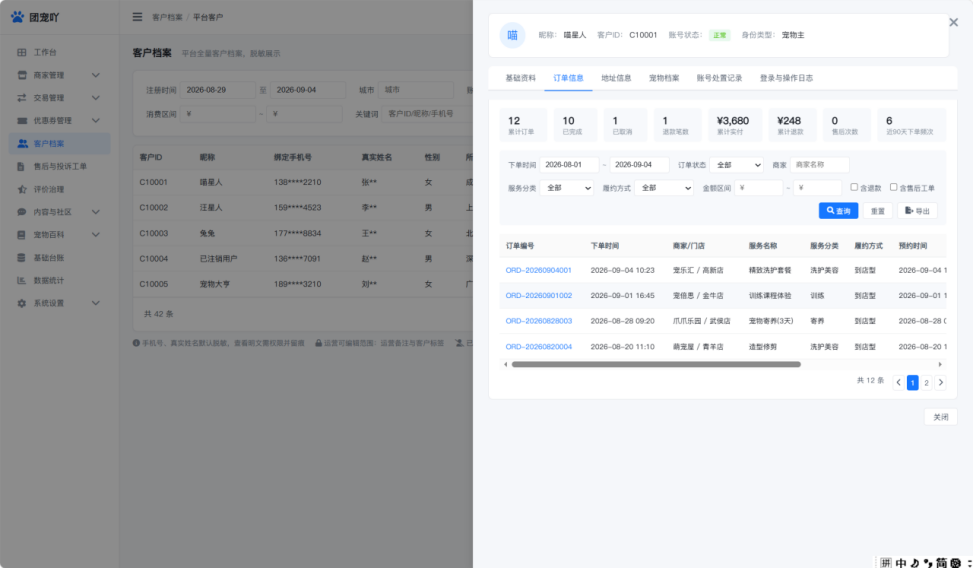 团宠吖
客户档案 / 平台客户
工作台
商家管理
交易管理
优惠券管理
客户档案
售后与投诉工单
评价治理
内容与社区
宠物百科
基础台账
数据统计
系统设置
客户档案 平台全量客户档案，脱敏展示
注册时间 2026-08-29 至 2026-09-04 城市 城市
消费区间 ¥ - ¥ 关键词 客户ID/昵称/手机号
客户ID 昵称 绑定手机号 真实姓名 性别
C10001 喵星人 138****2210 张** 女
C10002 汪星人 159****4523 李** 男
C10003 兔兔 177****8834 王** 女
C10004 已注销用户 136****7091 赵** 男
C10005 宠物大亨 189****3210 刘** 女
共 42 条
手机号、真实姓名默认脱敏，查看明文需权限并留痕 运营可编辑范围：运营备注与客户标签
喵 昵称： 喵星人 客户ID： C10001 账号状态： 正常 身份类型： 宠物主
基础资料 订单信息 地址信息 宠物档案 账号处置记录 登录与操作日志
12 10 1 1 ¥3,680 ¥248 0 6
累计订单 已完成 已取消 退款笔数 累计实付 累计退款 售后次数 近90天下单频次
下单时间 2026-08-01 - 2026-09-04 订单状态 全部 商家 商家名称
服务分类 全部 履约方式 全部 金额区间 ¥ - ¥ 含退款 含售后工单
查询 重置 导出
订单编号 下单时间 商家/门店 服务名称 服务分类 履约方式 预约时间
ORD-20260904001 2026-09-04 10:23 宠乐汇 / 高新店 精致洗护套餐 洗护美容 到店型 2026-09-04 1
ORD-20260901002 2026-09-01 16:45 宠倍恩 / 金牛店 训练课程体验 训练 到店型 2026-09-01 1
ORD-20260828003 2026-08-28 09:20 爪爪乐园 / 武侯店 宠物寄养(3天) 寄养 到店型 2026-08-28
ORD-20260820004 2026-08-20 11:10 萌宠屋 / 青羊店 造型修剪 洗护美容 到店型 2026-08-20 1
共 12 条 1 2
关闭
拼 中 简